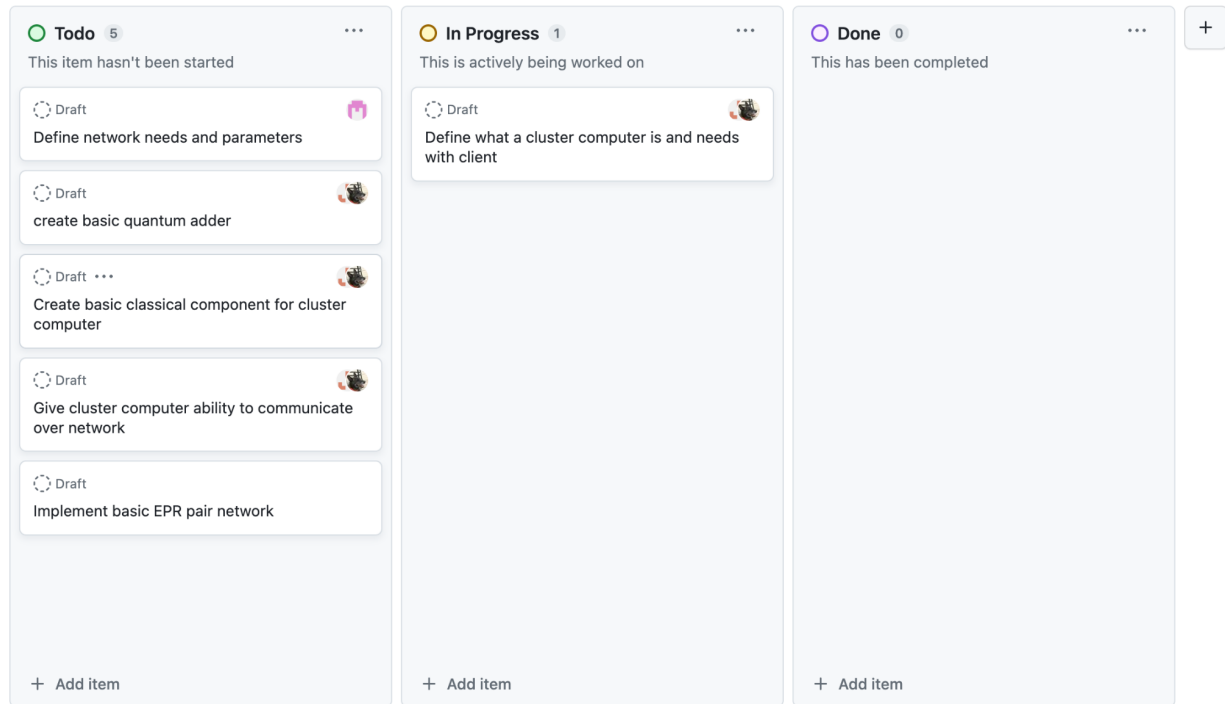 Todo 5
This item hasn't been started
Draft
Define network needs and parameters
Draft
create basic quantum adder
Draft
Create basic classical component for cluster
computer
Draft
Give cluster computer ability to communicate
over network
Draft
Implement basic EPR pair network
+ Add item
In Progress 1
This is actively being worked on
Draft
Define what a cluster computer is and needs
with client
+ Add item
Done 0
This has been completed
+ Add item
+